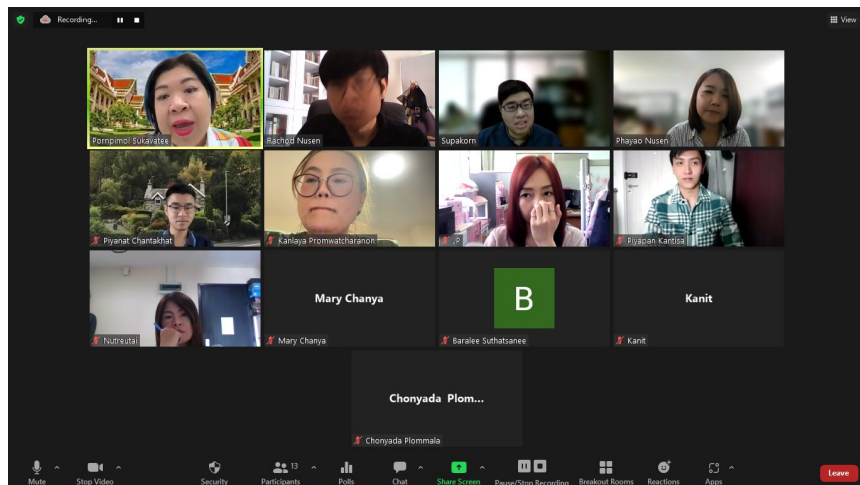 Recording...
View
Pornpimol Sukavatee
Rachod Nusen
Supakorn
Phayao Nusen
Piyanat Chantakhat
Kanlaya Promwatcharanon
.P
Piyapan Kantisa
Nutreutai
Mary Chanya
Mary Chanya
B
Baralee Suthatsanee
Kanit
Kanit
Chonyada Plom...
Chonyada Plommala
Mute
Stop Video
Security
Participants 13
Polls
Chat
Share Screen
Pause/Stop Recording
Breakout Rooms
Reactions
Apps
Leave